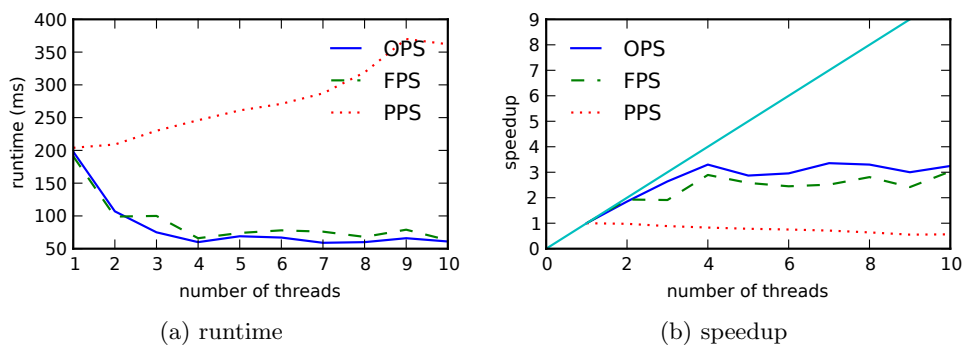 400
350
300
250
200
150
100
50
runtime (ms)
OPS
FPS
PPS
1 2 3 4 5 6 7 8 9 10
number of threads
(a) runtime
9
8
7
6
5
4
3
2
1
0
speedup
OPS
FPS
PPS
0 2 4 6 8 10
number of threads
(b) speedup